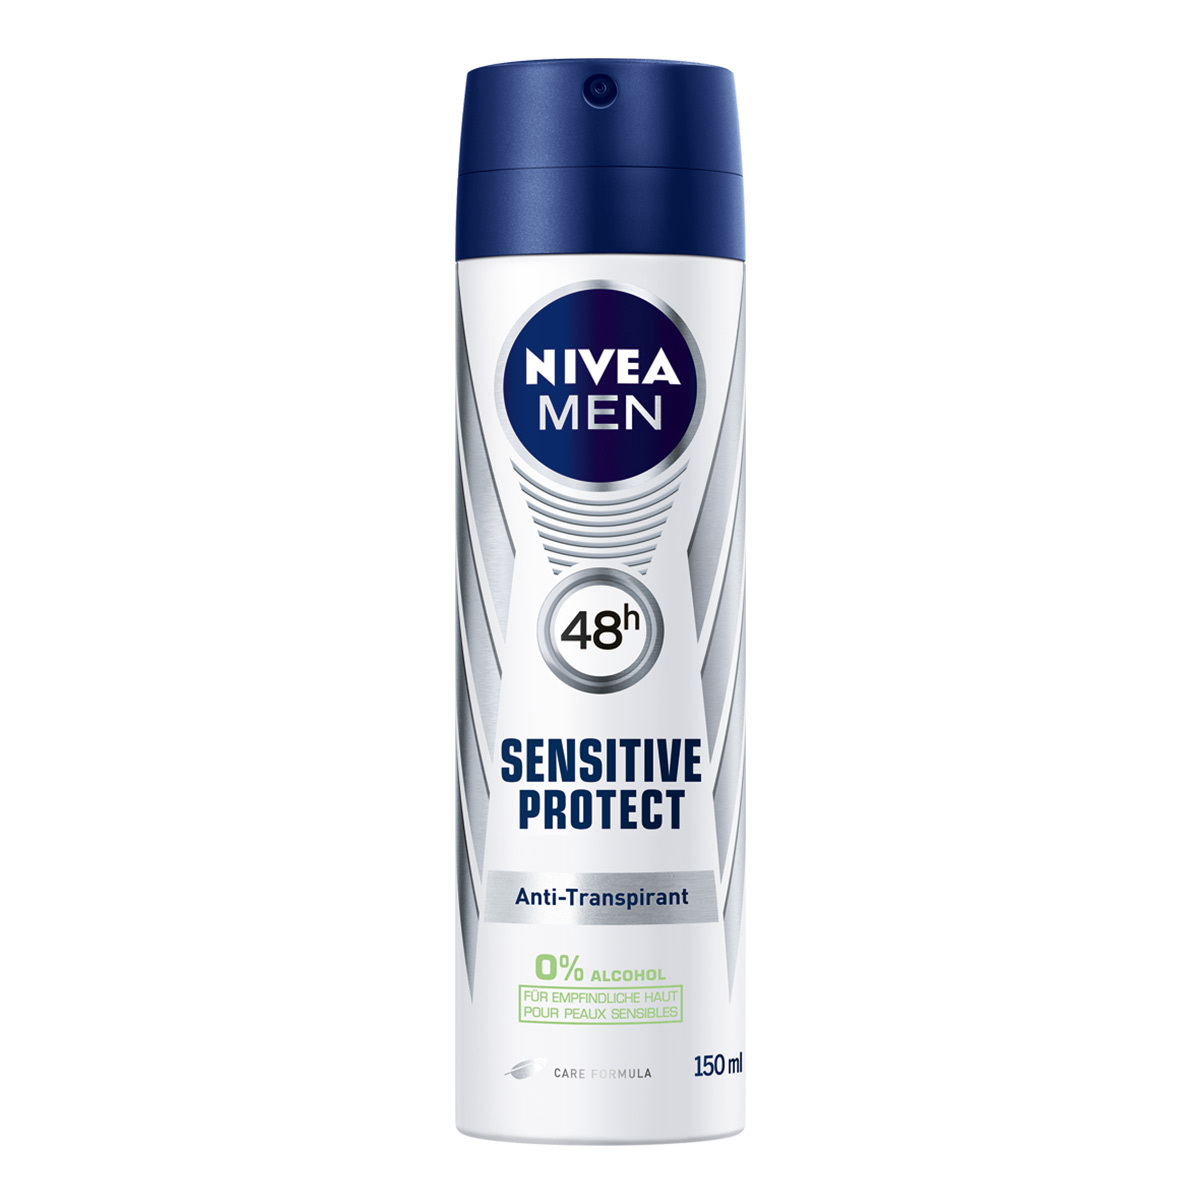 NIVEA
MEN
48h
SENSITIVE
PROTECT
Anti-Transpirant
0% ALCOHOL
FÜR EMPFINDLICHE HAUT
POUR PEAUX SENSIBLES
CARE FORMULA
150 ml